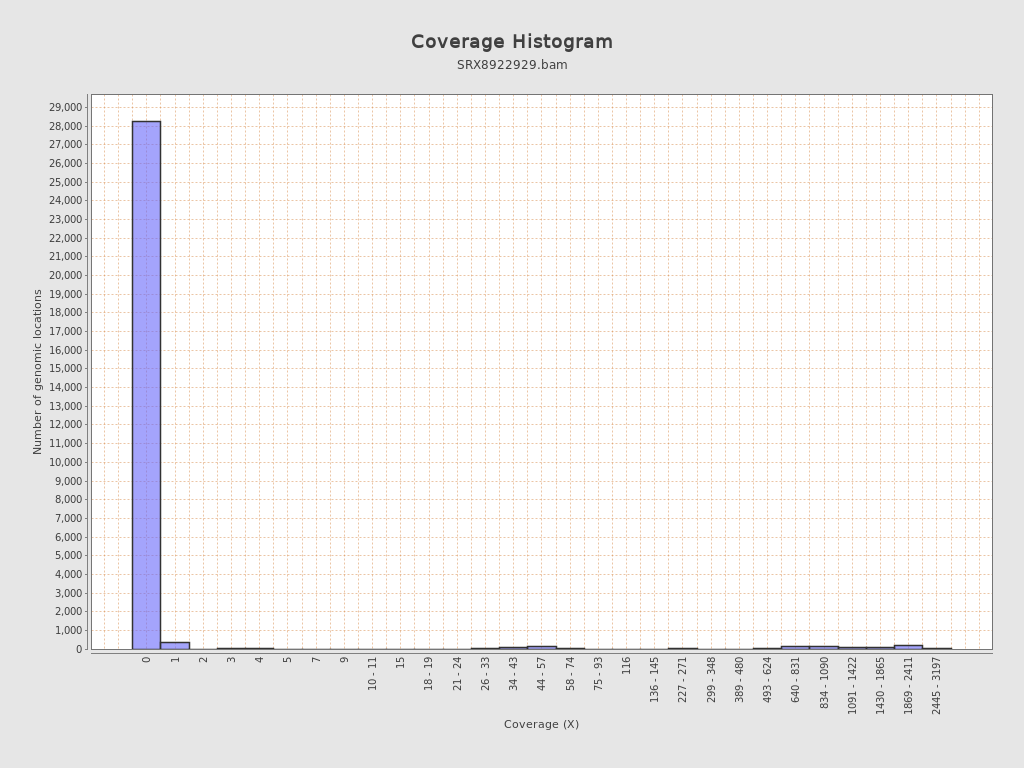 Coverage Histogram
SRX8922929.bam
29,000
28,000
27,000
26,000
25,000
24,000
23,000
22,000
21,000
20,000
19,000
18,000
17,000
16,000
15,000
14,000
13,000
12,000
11,000
10,000
9,000
8,000
7,000
6,000
5,000
4,000
3,000
2,000
1,000
0
Number of genomic locations
0
1
2
3
4
5
7
9
10 - 11
15
18 - 19
21 - 24
26 - 33
34 - 43
44 - 57
58 - 74
75 - 93
116
136 - 145
227 - 271
299 - 348
389 - 480
493 - 624
640 - 831
834 - 1090
1091 - 1422
1430 - 1865
1869 - 2411
2445 - 3197
Coverage (X)